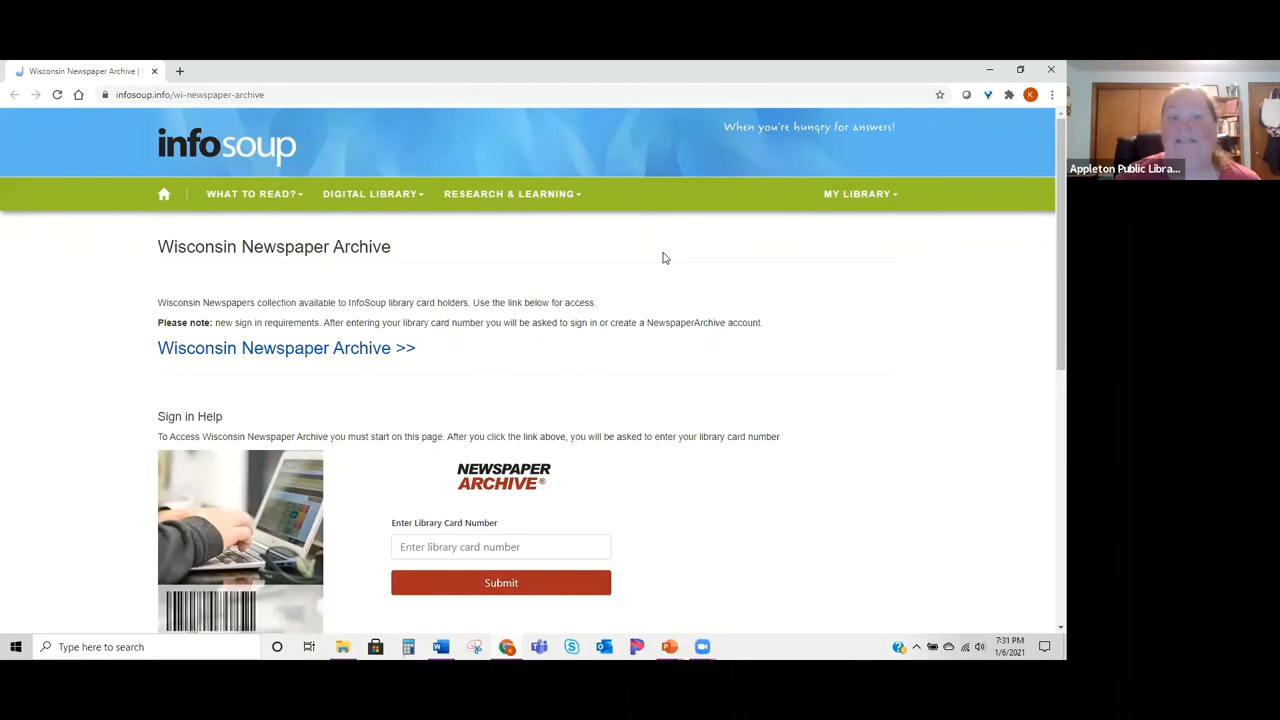 Wisconsin Newspaper Archive |
infosoup.info/wi-newspaper-archive
K
infosoup
When you're hungry for answers!
WHAT TO READ?
DIGITAL LIBRARY
RESEARCH & LEARNING
MY LIBRARY
Appleton Public Libra...
Wisconsin Newspaper Archive
Wisconsin Newspapers collection available to InfoSoup library card holders. Use the link below for access.
Please note: new sign in requirements. After entering your library card number you will be asked to sign in or create a NewspaperArchive account.
Wisconsin Newspaper Archive >>
Sign in Help
To Access Wisconsin Newspaper Archive you must start on this page. After you click the link above, you will be asked to enter your library card number
NEWSPAPER
ARCHIVE®
Enter Library Card Number
Enter library card number
Submit
Type here to search
7:31 PM
1/6/2021